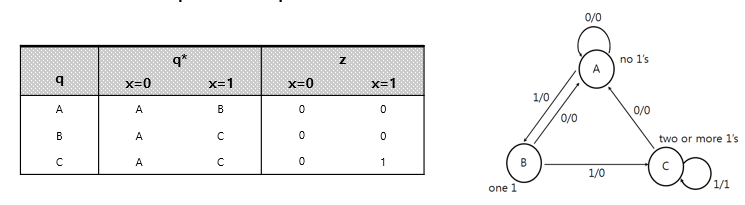 q q* z
x=0 x=1 x=0 x=1
A A B 0 0
B A C 0 0
C A C 0 1
0/0
A no 1's
1/0
0/0
0/0
two or more 1's
B
1/0
C
one 1
1/1